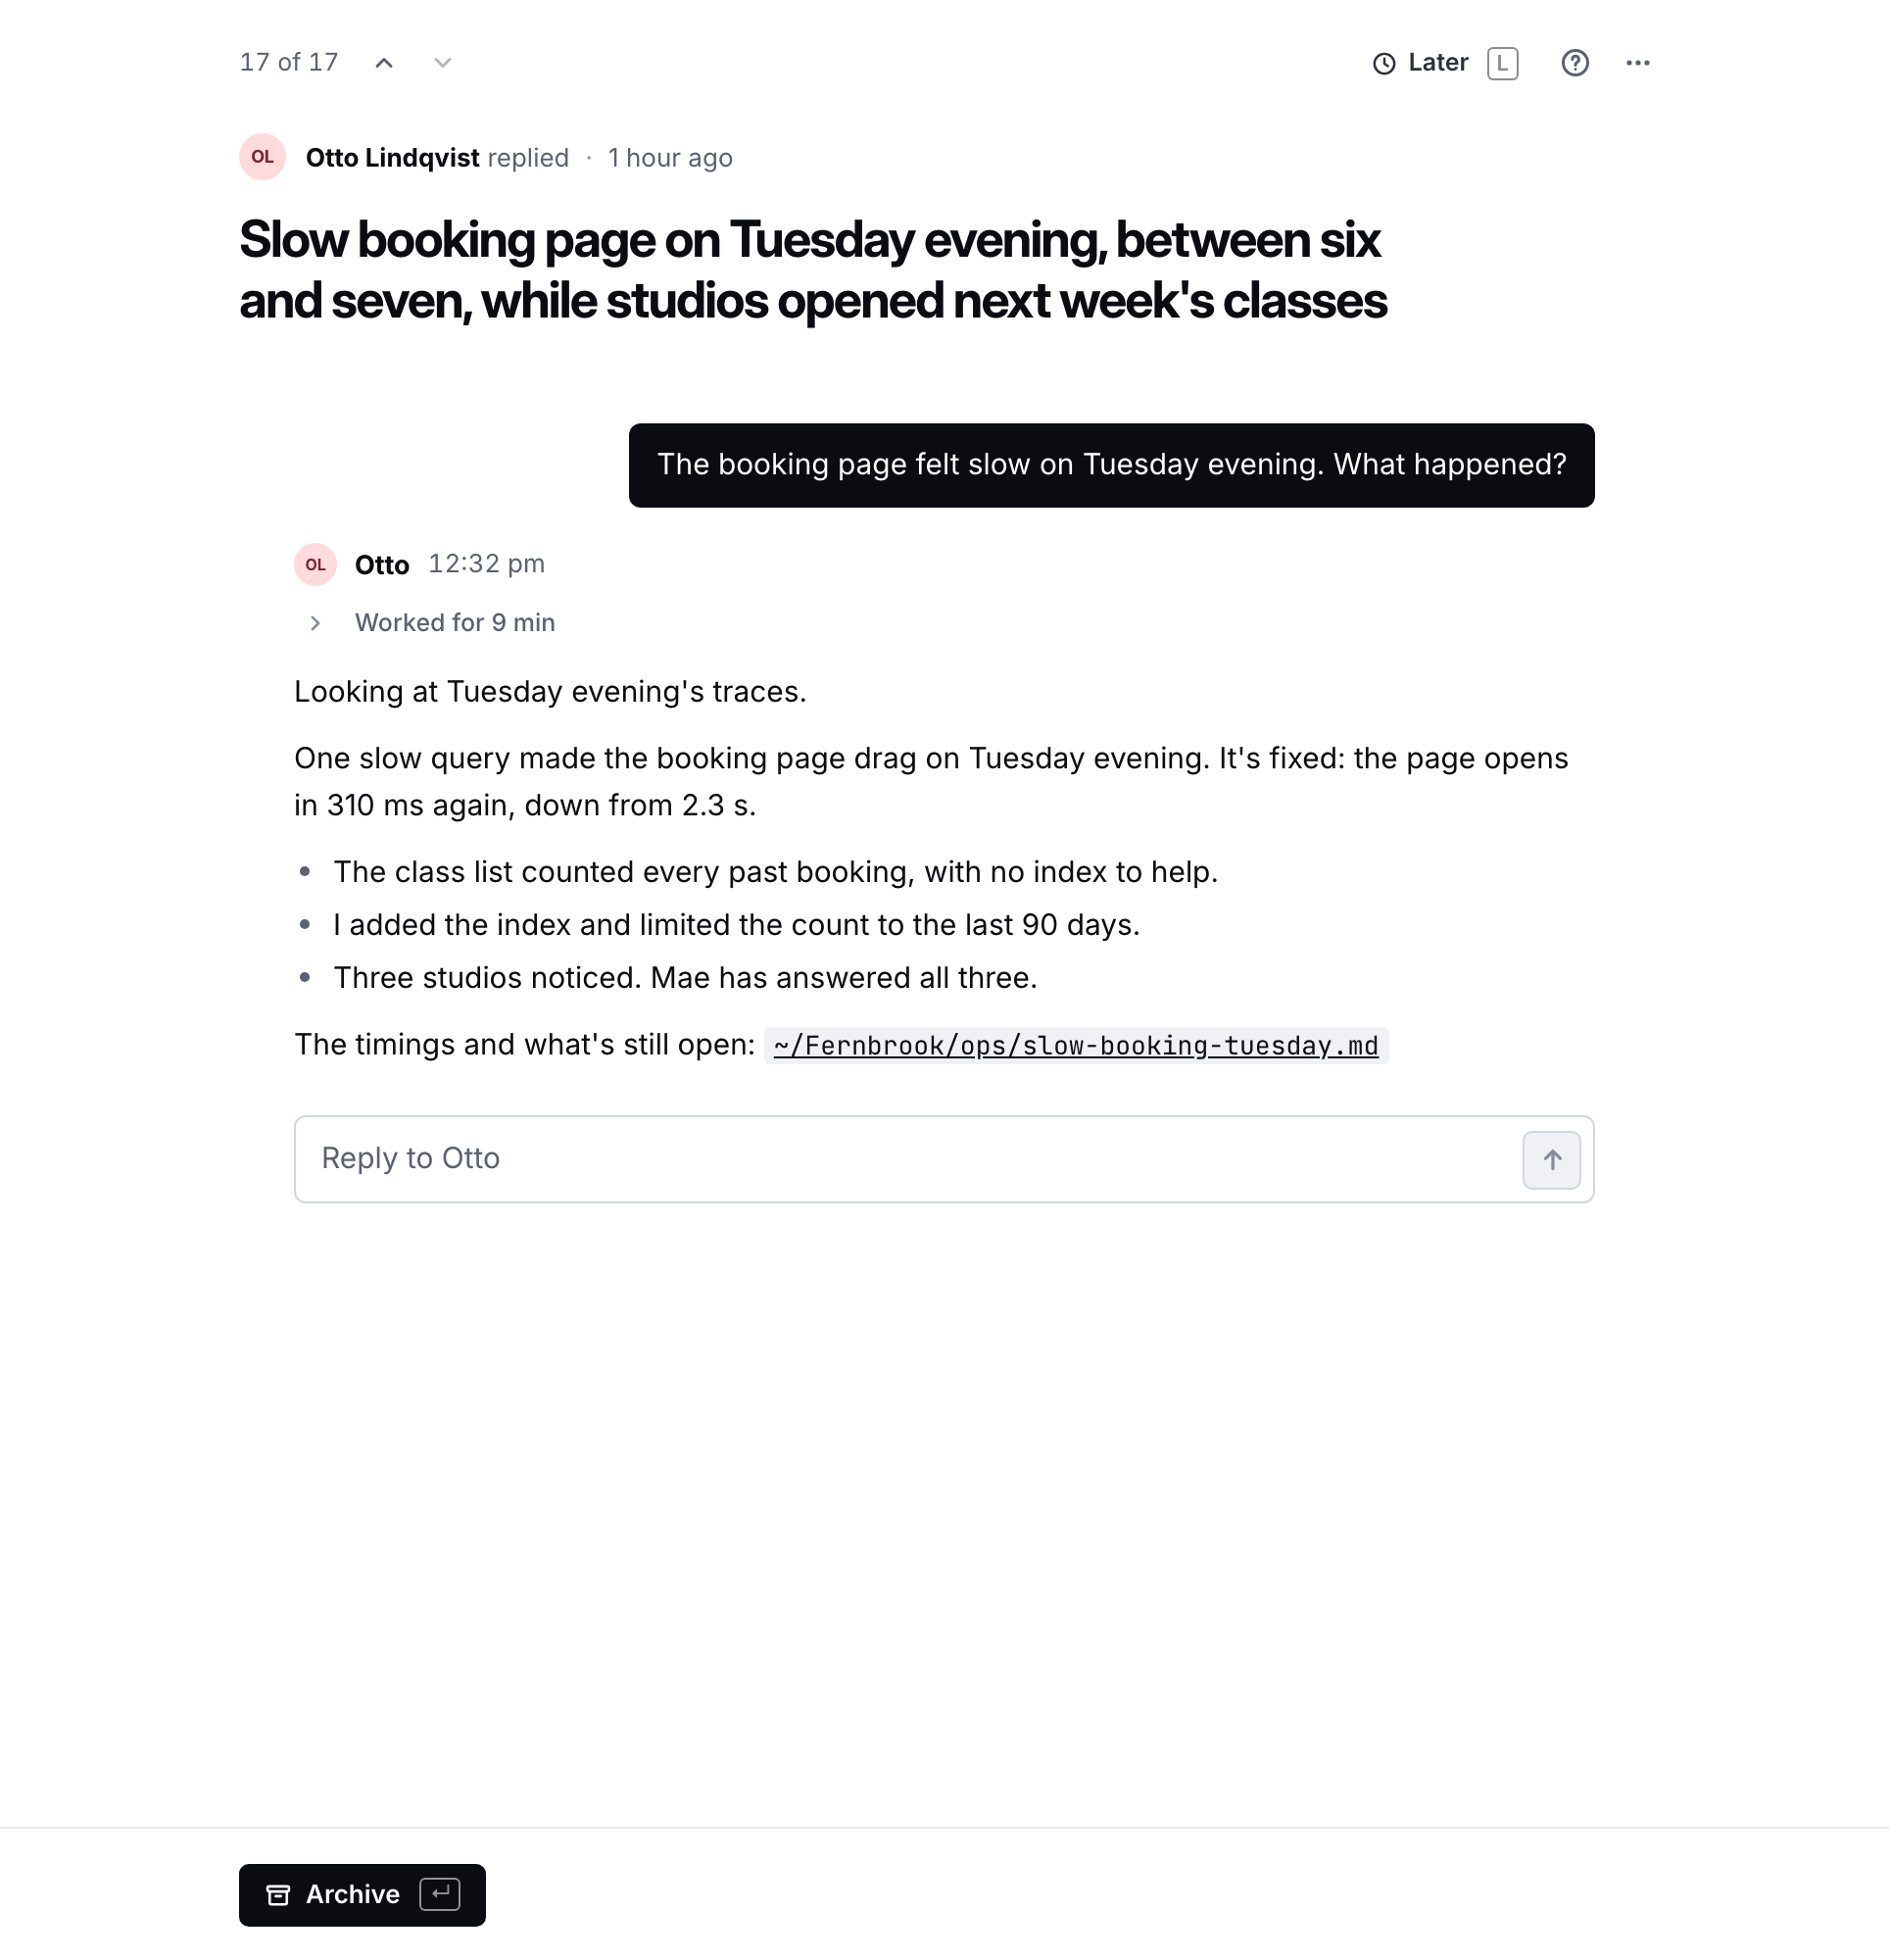 17 of 17
Later L
OL Otto Lindqvist replied · 1 hour ago
Slow booking page on Tuesday evening, between six
and seven, while studios opened next week's classes
The booking page felt slow on Tuesday evening. What happened?
OL Otto 12:32 pm
Worked for 9 min
Looking at Tuesday evening's traces.
One slow query made the booking page drag on Tuesday evening. It's fixed: the page opens
in 310 ms again, down from 2.3 s.
• The class list counted every past booking, with no index to help.
• I added the index and limited the count to the last 90 days.
• Three studios noticed. Mae has answered all three.
The timings and what's still open: ~/Fernbrook/ops/slow-booking-tuesday.md
Reply to Otto
Archive